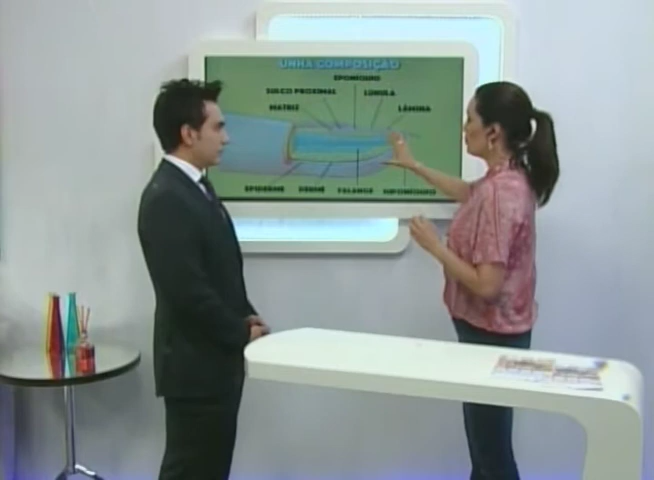 UNHA COMPOSIÇÃO
EPONÍQUIO
SULCO PROXIMAL LÚNULA
MATRIZ LÂMINA
EPIDERME DERME FALANGE HIPONÍQUIO